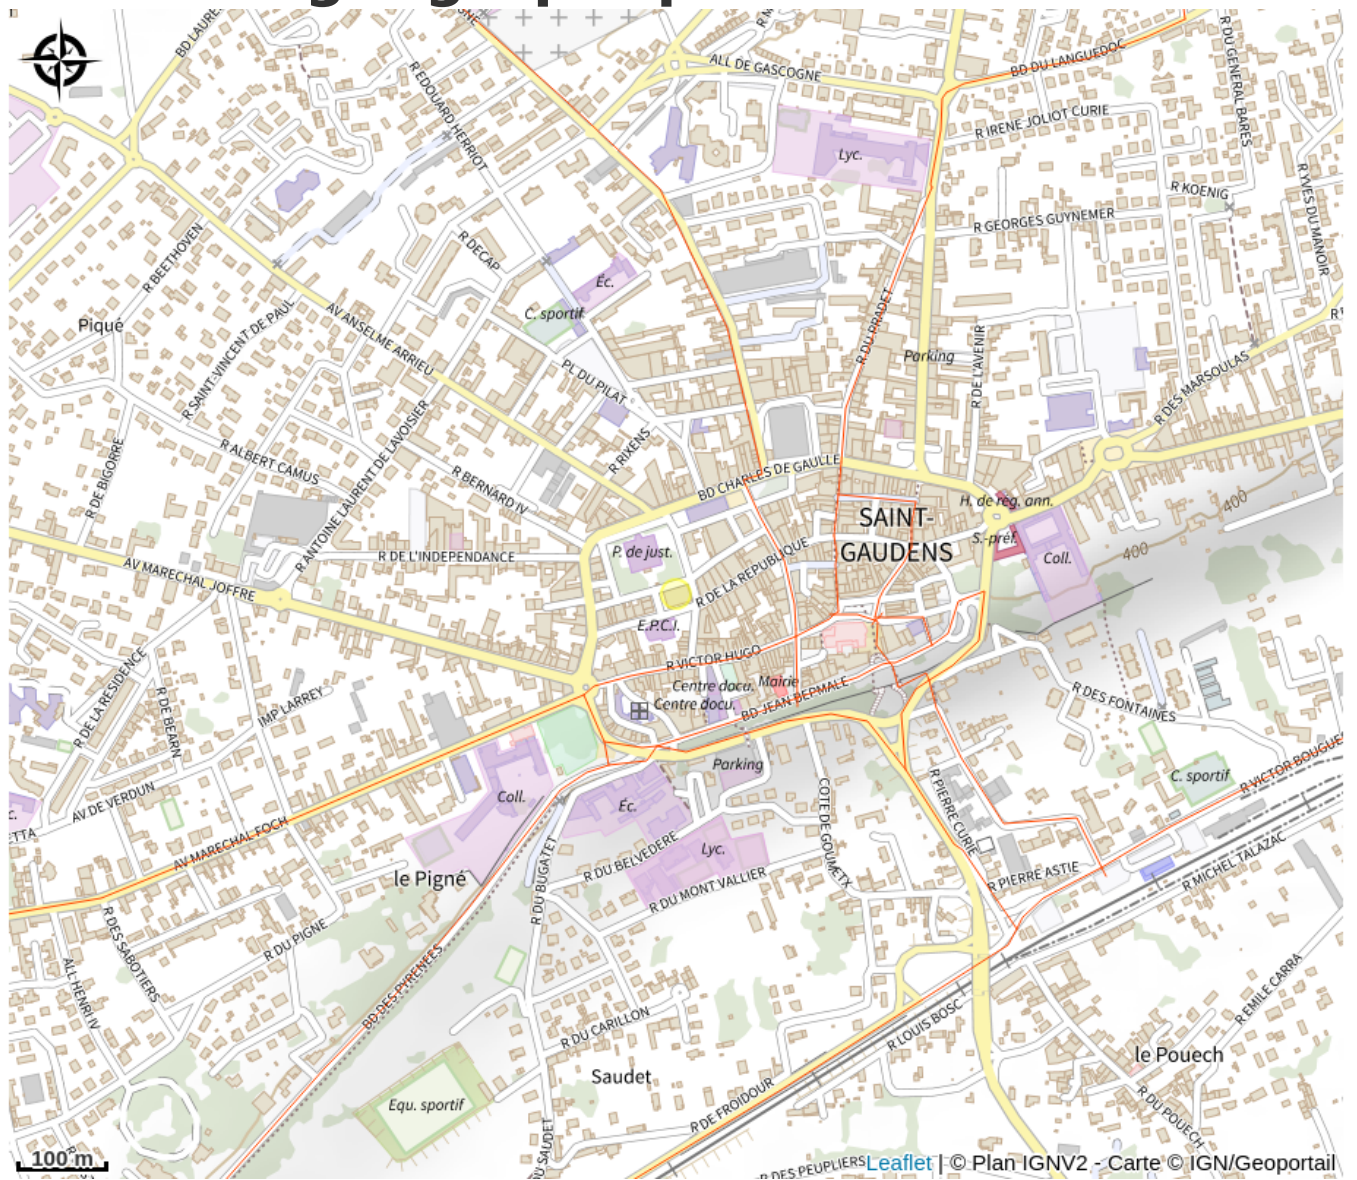 BD LAURE
R EDOUARD HERRIOT
ALL DE GASCOGNE
BD DU LANGUEDOC
R DU GENERAL BARES
R IRENE JOLIOT CURIE
Lyc.
R KOENIG
R YVES DU MANOIR
R GEORGES GUYNEMER
R BEETHOVEN
R DECAP
Éc.
C. sportif
Piqué
R SAINT-VINCENT DE PAUL
AV ANSELME ARRIEU
R DU PRADET
Parking
R DE L'AVENIR
R DES MARSOULAS
PL DU PILAT
R RIXENS
R DE BIGORRE
R ALBERT CAMUS
R ANTOINE LAURENT DE LAVOISIER
R BERNARD IV
BD CHARLES DE GAULLE
H. de rég. ann.
400
SAINT-
GAUDENS
S.-préf.
Coll.
400
P. de just.
R DE L'INDEPENDANCE
R DE LA REPUBLIQUE
AV MARECHAL JOFFRE
E.P.C.I.
R VICTOR HUGO
Centre docu.
Mairie
Centre docu.
BD JEAN BEPMALE
R DES FONTAINES
R DE LA RESIDENCE
R DE BEARN
IMP LARREY
Parking
C. sportif
R VICTOR BOUGUE
AV DE VERDUN
ETTA
Coll.
Éc.
COTE DE GOUMETX
R PIERRE CURIE
AV MARECHAL FOCH
R DU BELVEDERE
Lyc.
R MICHEL TALAZAC
le Pigné
R DU BUGATET
R DU MONT VALLIER
R PIERRE ASTIE
R DES SABOTIERS
R DU PIGNE
ALL HENRI IV
BD DES PYRENEES
R EMILE CARRA
R DU CARILLON
R LOUIS BOSC
le Pouech
Saudet
Equ. sportif
R DE FROIDOUR
R DU POUECH
DU SAUDET
R DES PEUPLIERS
100 m
Leaflet | © Plan IGNV2 - Carte © IGN/Geoportail